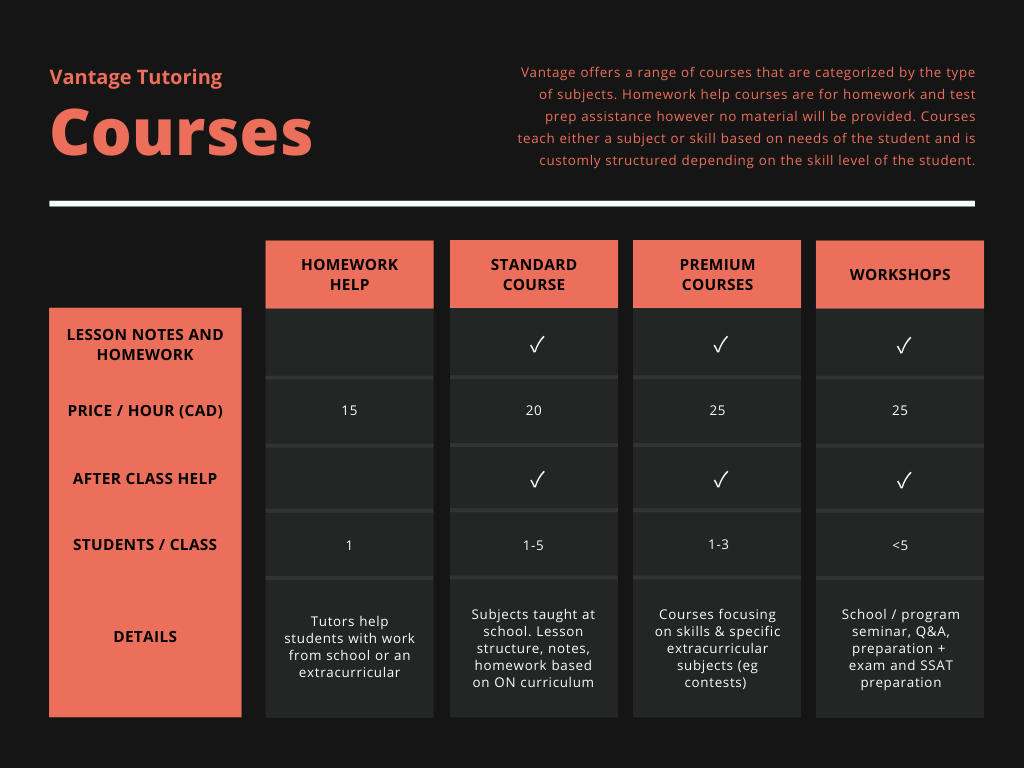 Vantage Tutoring
Courses
Vantage offers a range of courses that are categorized by the type
of subjects. Homework help courses are for homework and test
prep assistance however no material will be provided. Courses
teach either a subject or skill based on needs of the student and is
customly structured depending on the skill level of the student.
HOMEWORK
HELP
STANDARD
COURSE
PREMIUM
COURSES
WORKSHOPS
LESSON NOTES AND
HOMEWORK
✓ ✓ ✓
PRICE / HOUR (CAD) 15 20 25 25
AFTER CLASS HELP ✓ ✓ ✓
STUDENTS / CLASS 1 1-5 1-3 <5
DETAILS
Tutors help
students with work
from school or an
extracurricular
Subjects taught at
school. Lesson
structure, notes,
homework based
on ON curriculum
Courses focusing
on skills & specific
extracurricular
subjects (eg
contests)
School / program
seminar, Q&A,
preparation +
exam and SSAT
preparation